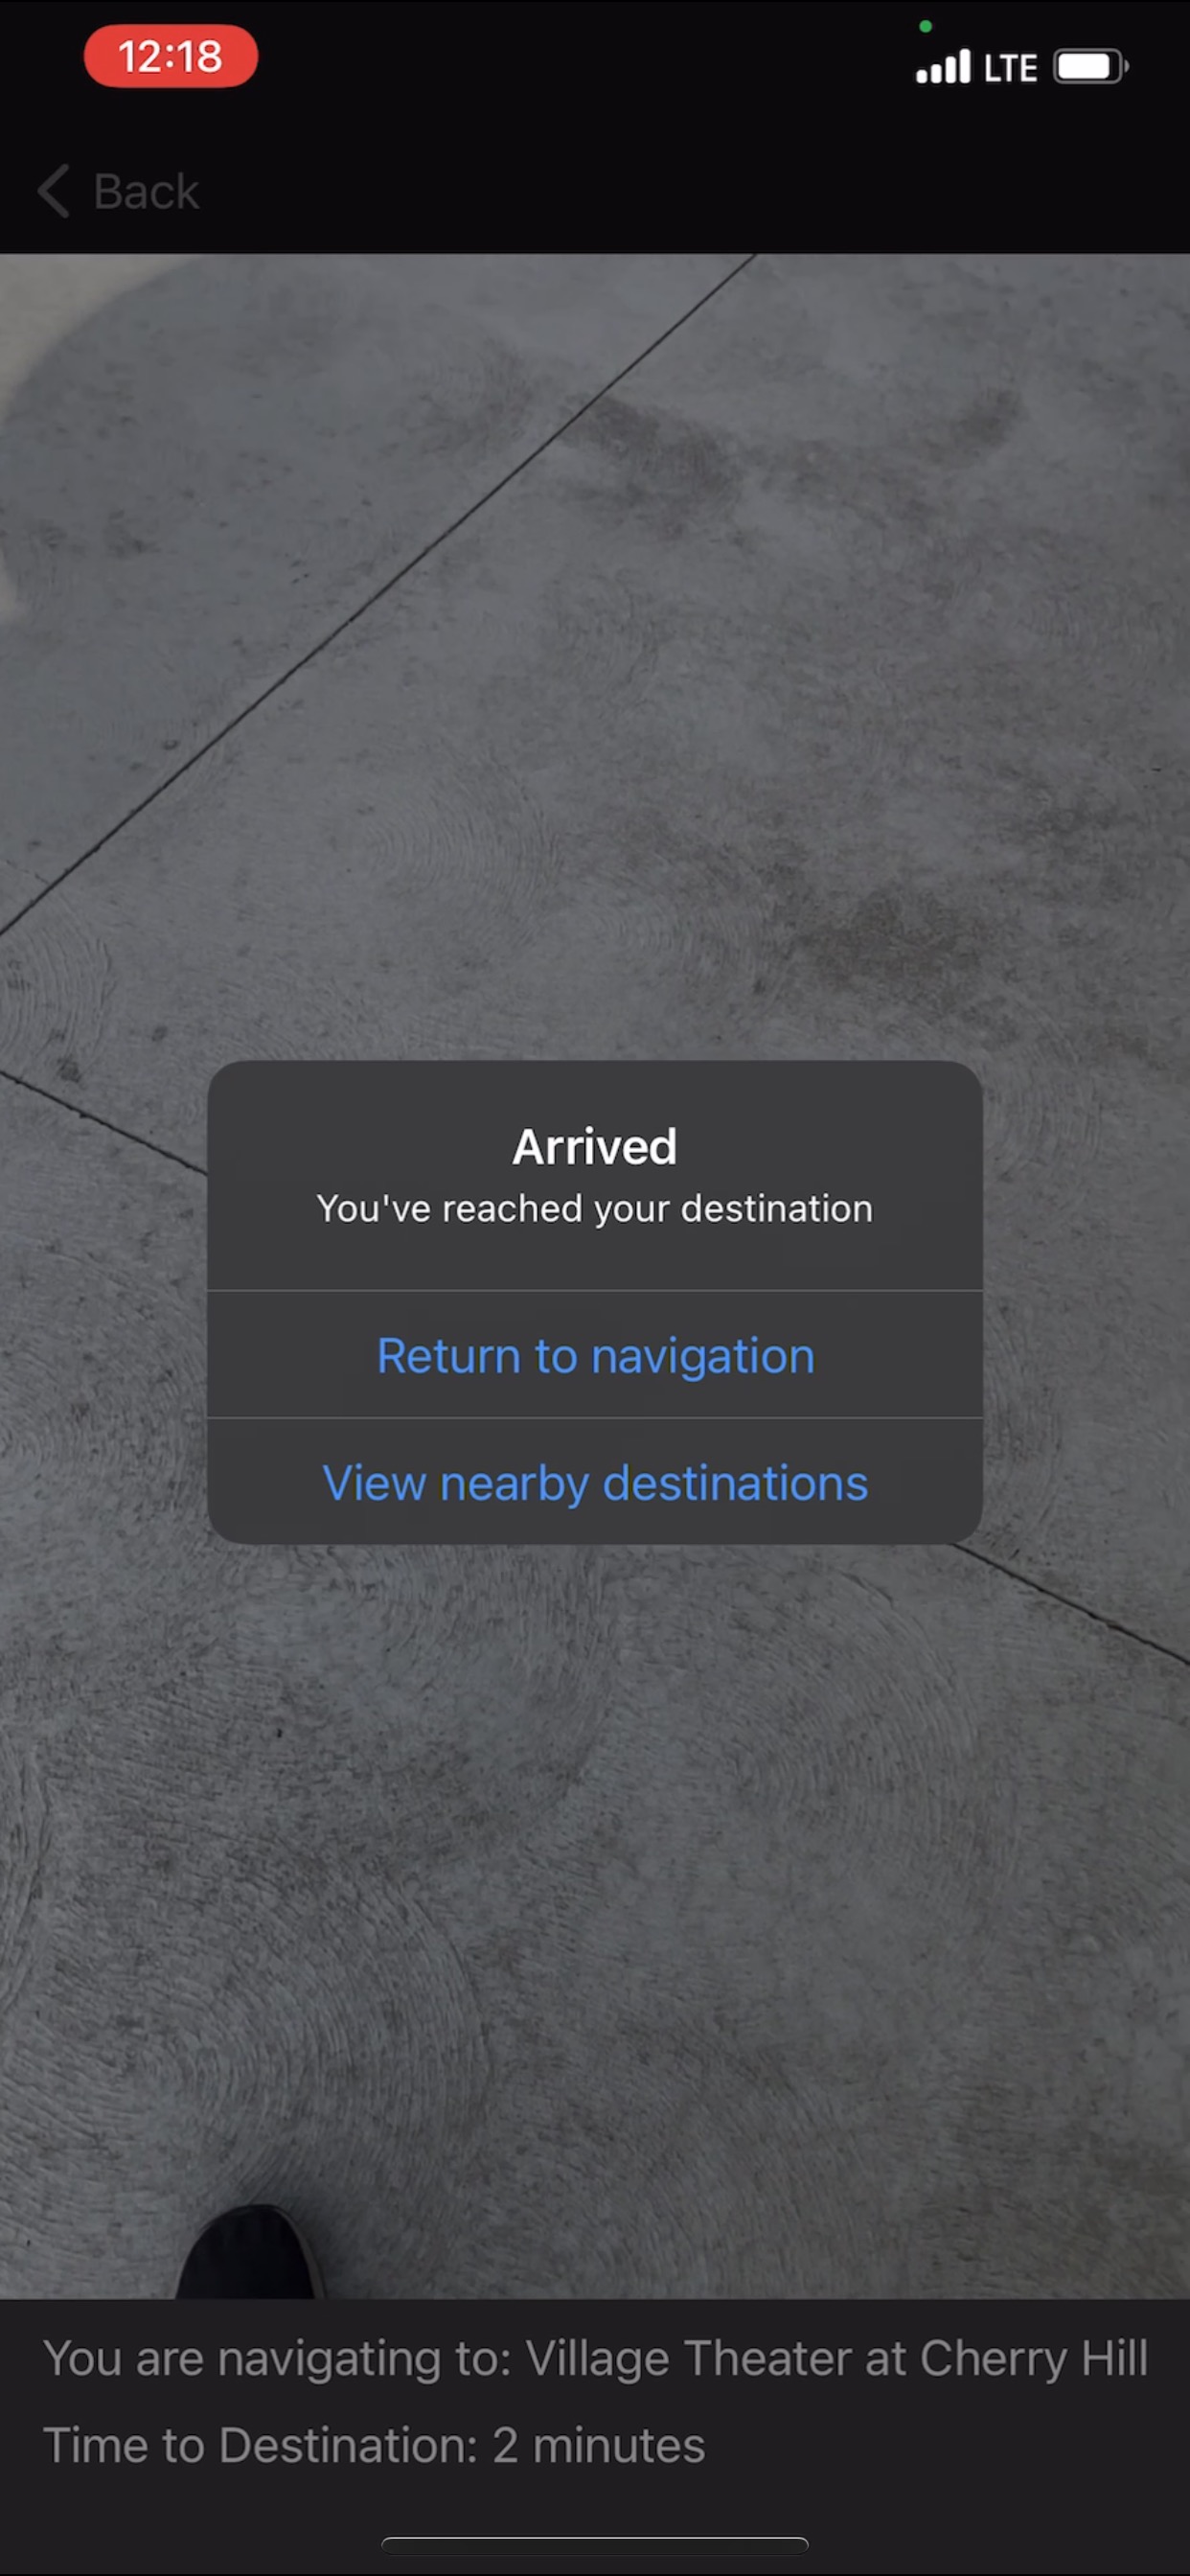 12:18
LTE
Back
Arrived
You've reached your destination
Return to navigation
View nearby destinations
You are navigating to: Village Theater at Cherry Hill
Time to Destination: 2 minutes